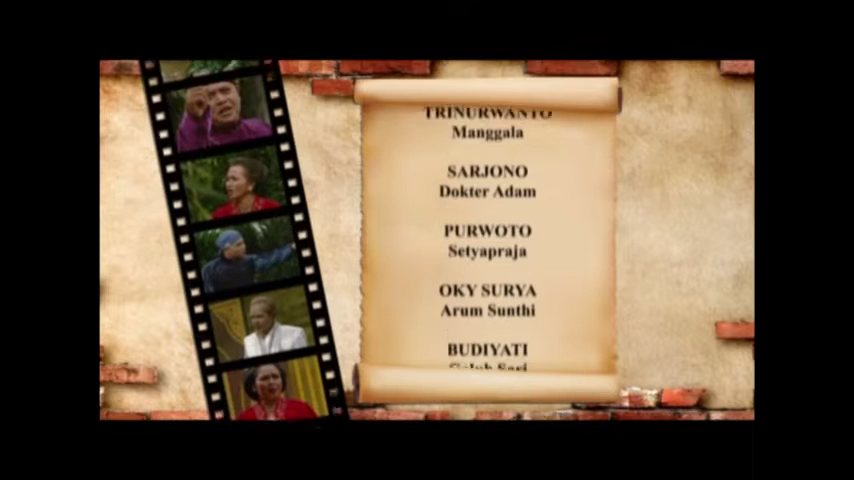 TRINURWANTO
Manggala
SARJONO
Dokter Adam
PURWOTO
Setyapraja
OKY SURYA
Arum Sunthi
BUDIYATI